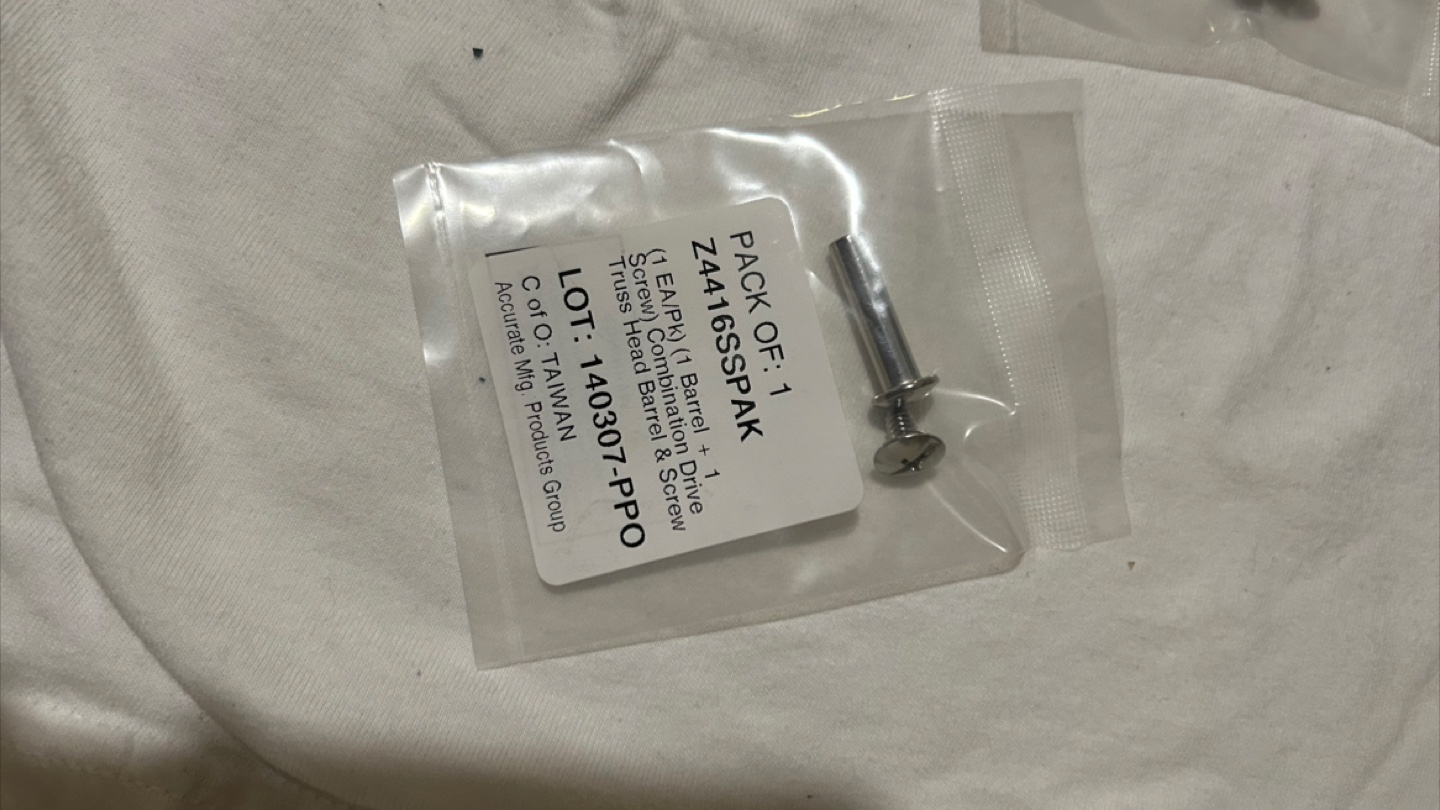 PACK OF: 1
Z4416SSPAK
(1 EA/PK) (1 Barrel + 1
Screw) Combination Drive
Truss Head Barrel & Screw
LOT: 140307-PPO
C of O: TAIWAN
Accurate Mfg. Products Group